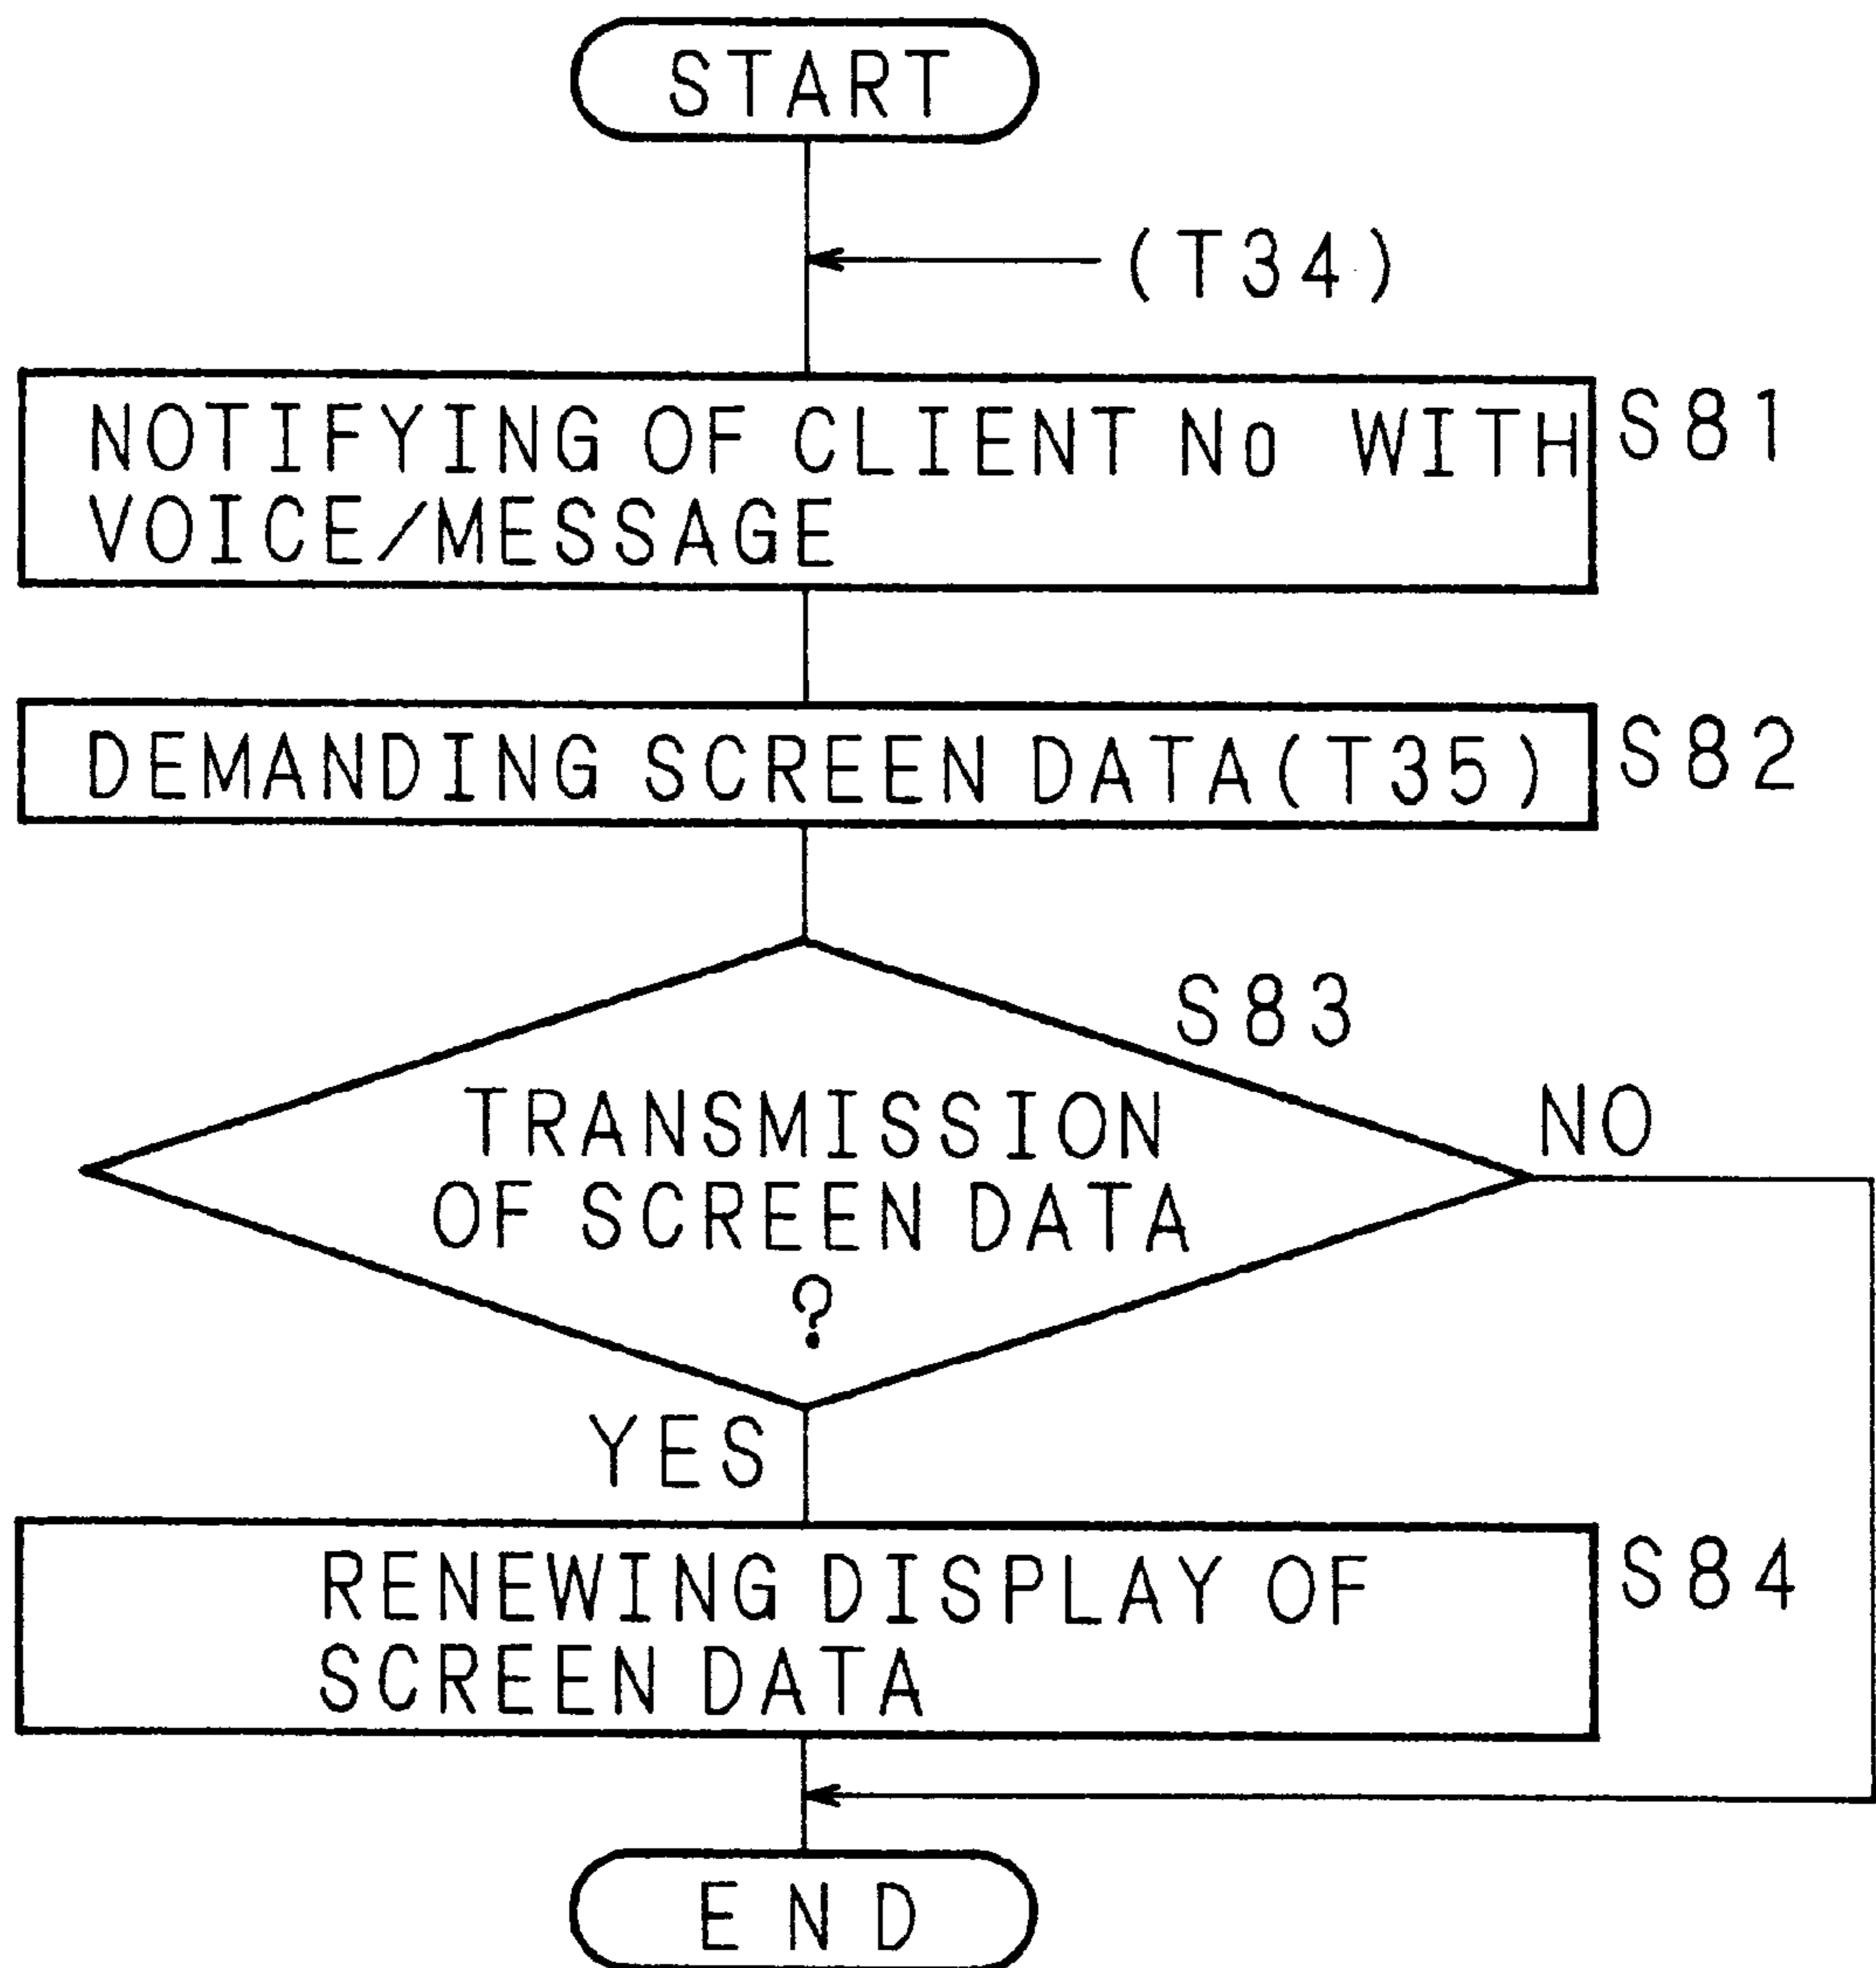 START
(T34)
NOTIFYING OF CLIENT No WITH
VOICE/MESSAGE
S81
DEMANDING SCREEN DATA(T35)
S82
S83
TRANSMISSION
OF SCREEN DATA
?
NO
YES
RENEWING DISPLAY OF
SCREEN DATA
S84
END